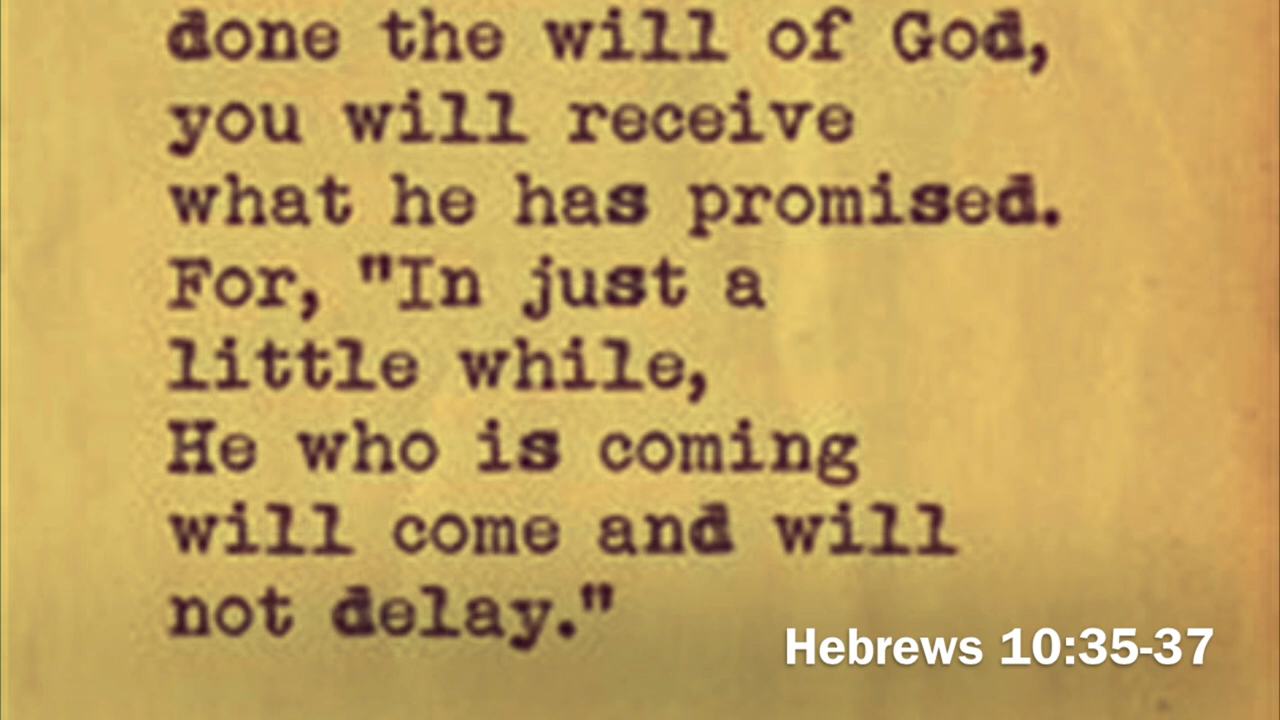 done the will of God,
you will receive
what he has promised.
For, "In just a
little while,
He who is coming
will come and will
not delay."
Hebrews 10:35-37